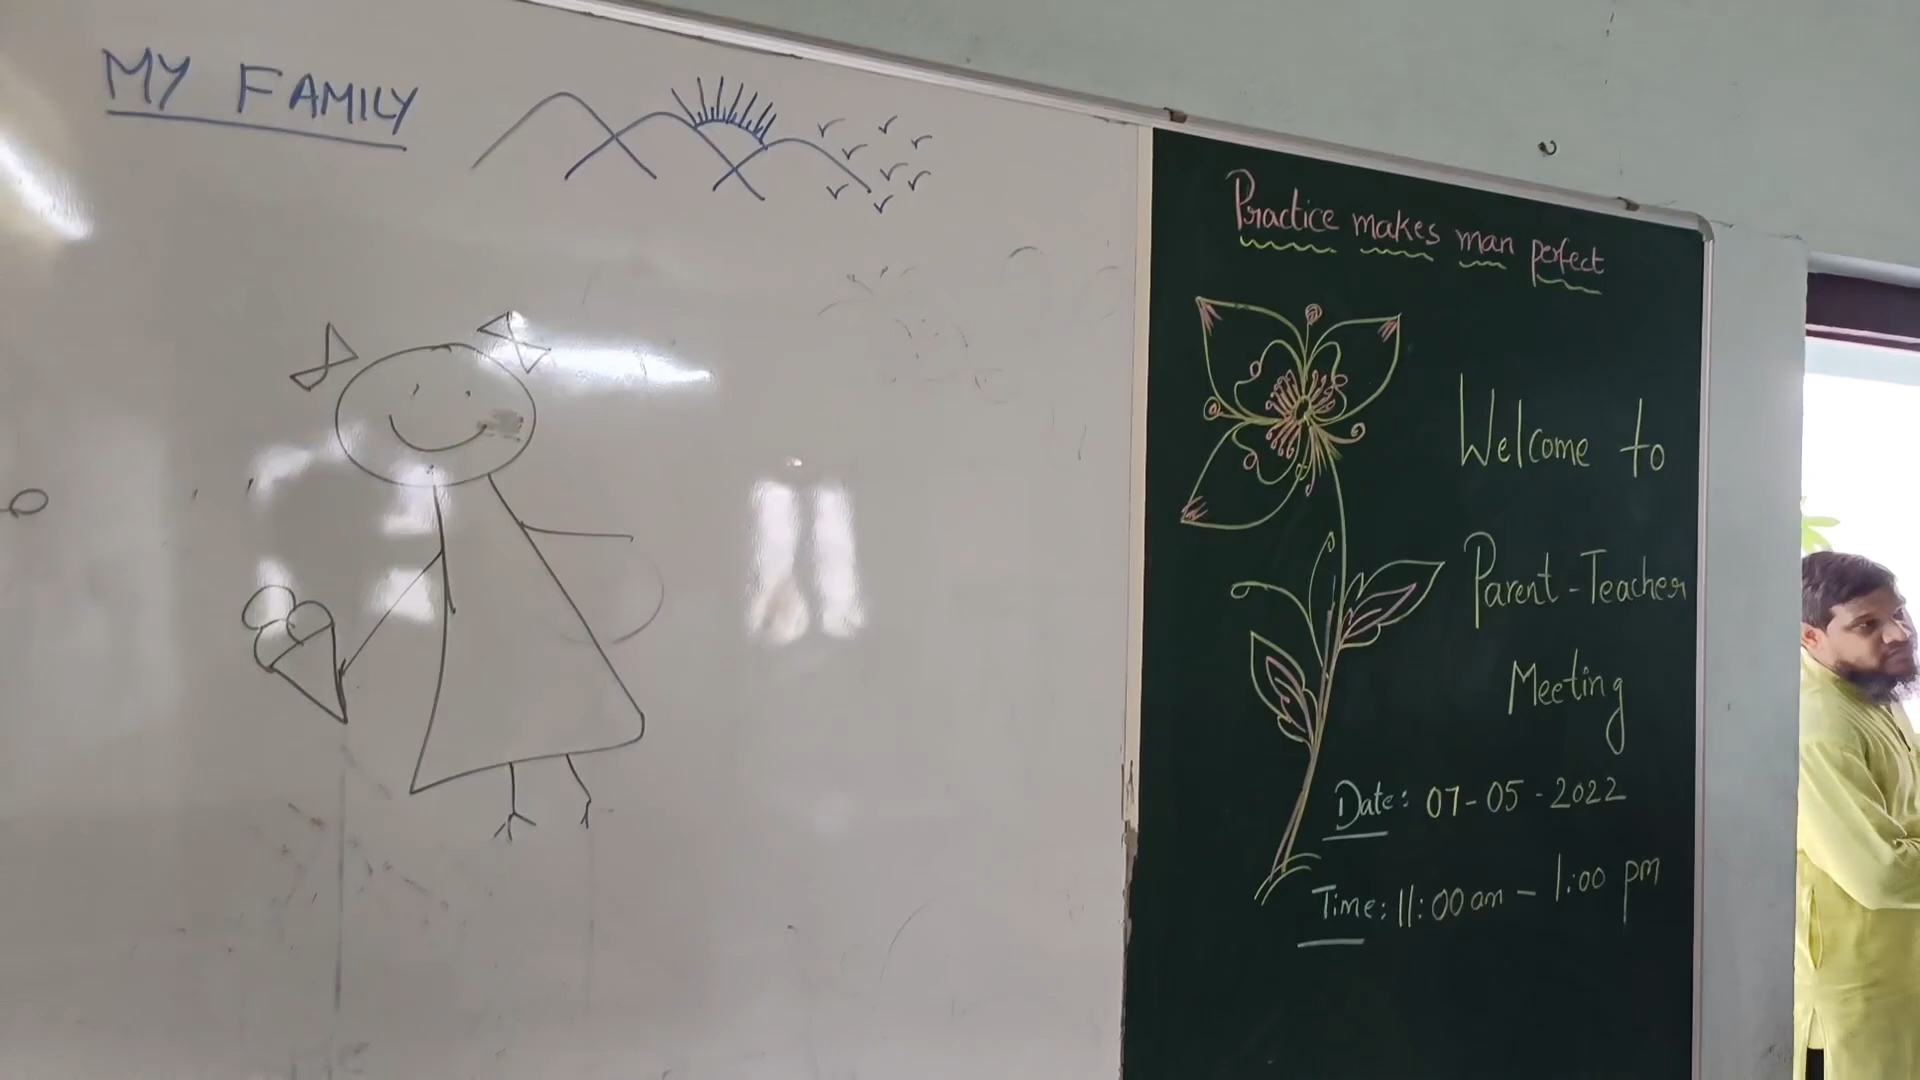 MY FAMILY
Practice makes man perfect
Welcome to
Parent-Teacher
Meeting
Date: 07-05-2022
Time: 11:00 am - 1:00 pm